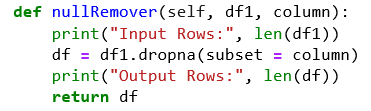 def nullRemover(self, df1, column):
    print("Input Rows:", len(df1))
    df = df1.dropna(subset = column)
    print("Output Rows:", len(df))
    return df